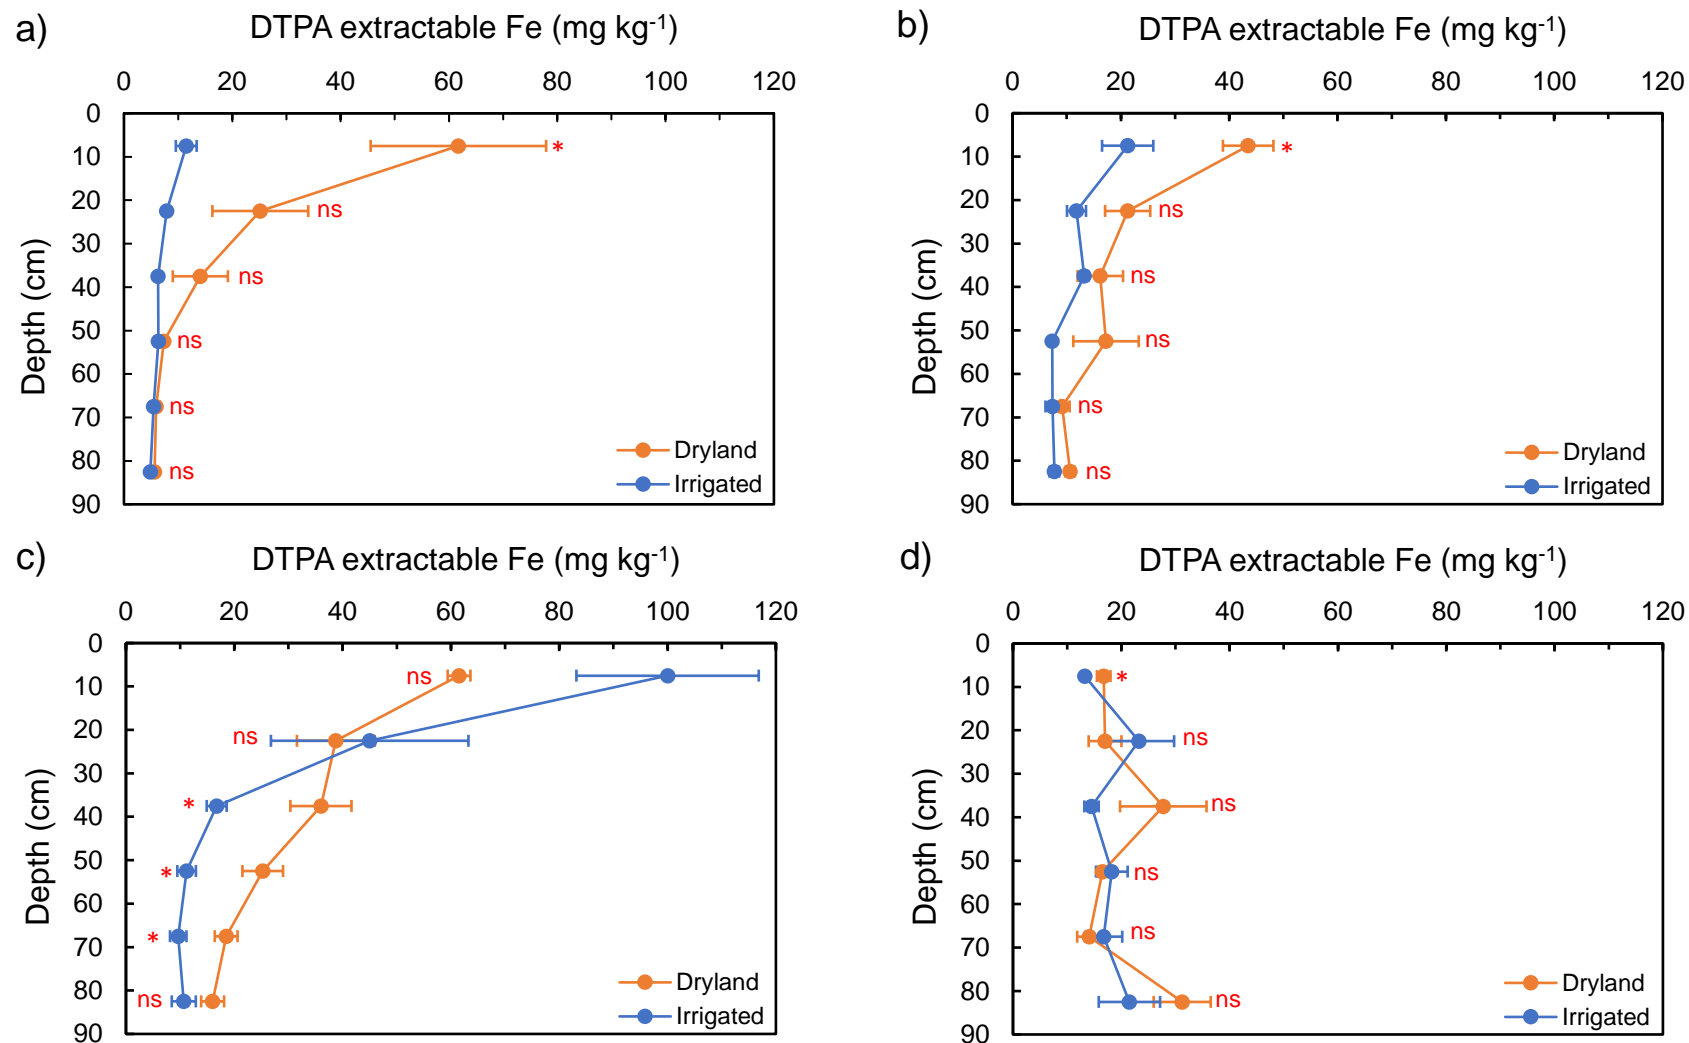 a)
DTPA extractable Fe (mg kg⁻¹)
0 20 40 60 80 100 120
0
10
20
30
40
50
60
70
80
90
Depth (cm)
*
ns
ns
ns
ns
ns
Dryland
Irrigated
b)
DTPA extractable Fe (mg kg⁻¹)
0 20 40 60 80 100 120
0
10
20
30
40
50
60
70
80
90
Depth (cm)
*
ns
ns
ns
ns
ns
Dryland
Irrigated
c)
DTPA extractable Fe (mg kg⁻¹)
0 20 40 60 80 100 120
0
10
20
30
40
50
60
70
80
90
Depth (cm)
ns
ns
*
*
*
ns
Dryland
Irrigated
d)
DTPA extractable Fe (mg kg⁻¹)
0 20 40 60 80 100 120
0
10
20
30
40
50
60
70
80
90
Depth (cm)
*
ns
ns
ns
ns
ns
Dryland
Irrigated